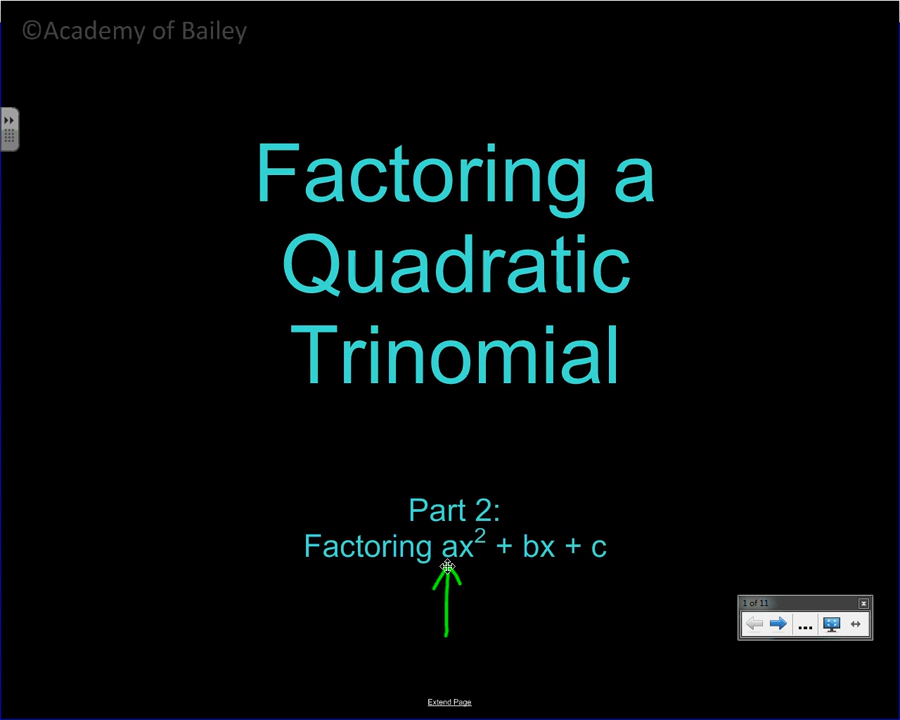 ©Academy of Bailey
Factoring a
Quadratic
Trinomial
Part 2:
Factoring ax² + bx + c
1 of 11
...
Extend Page